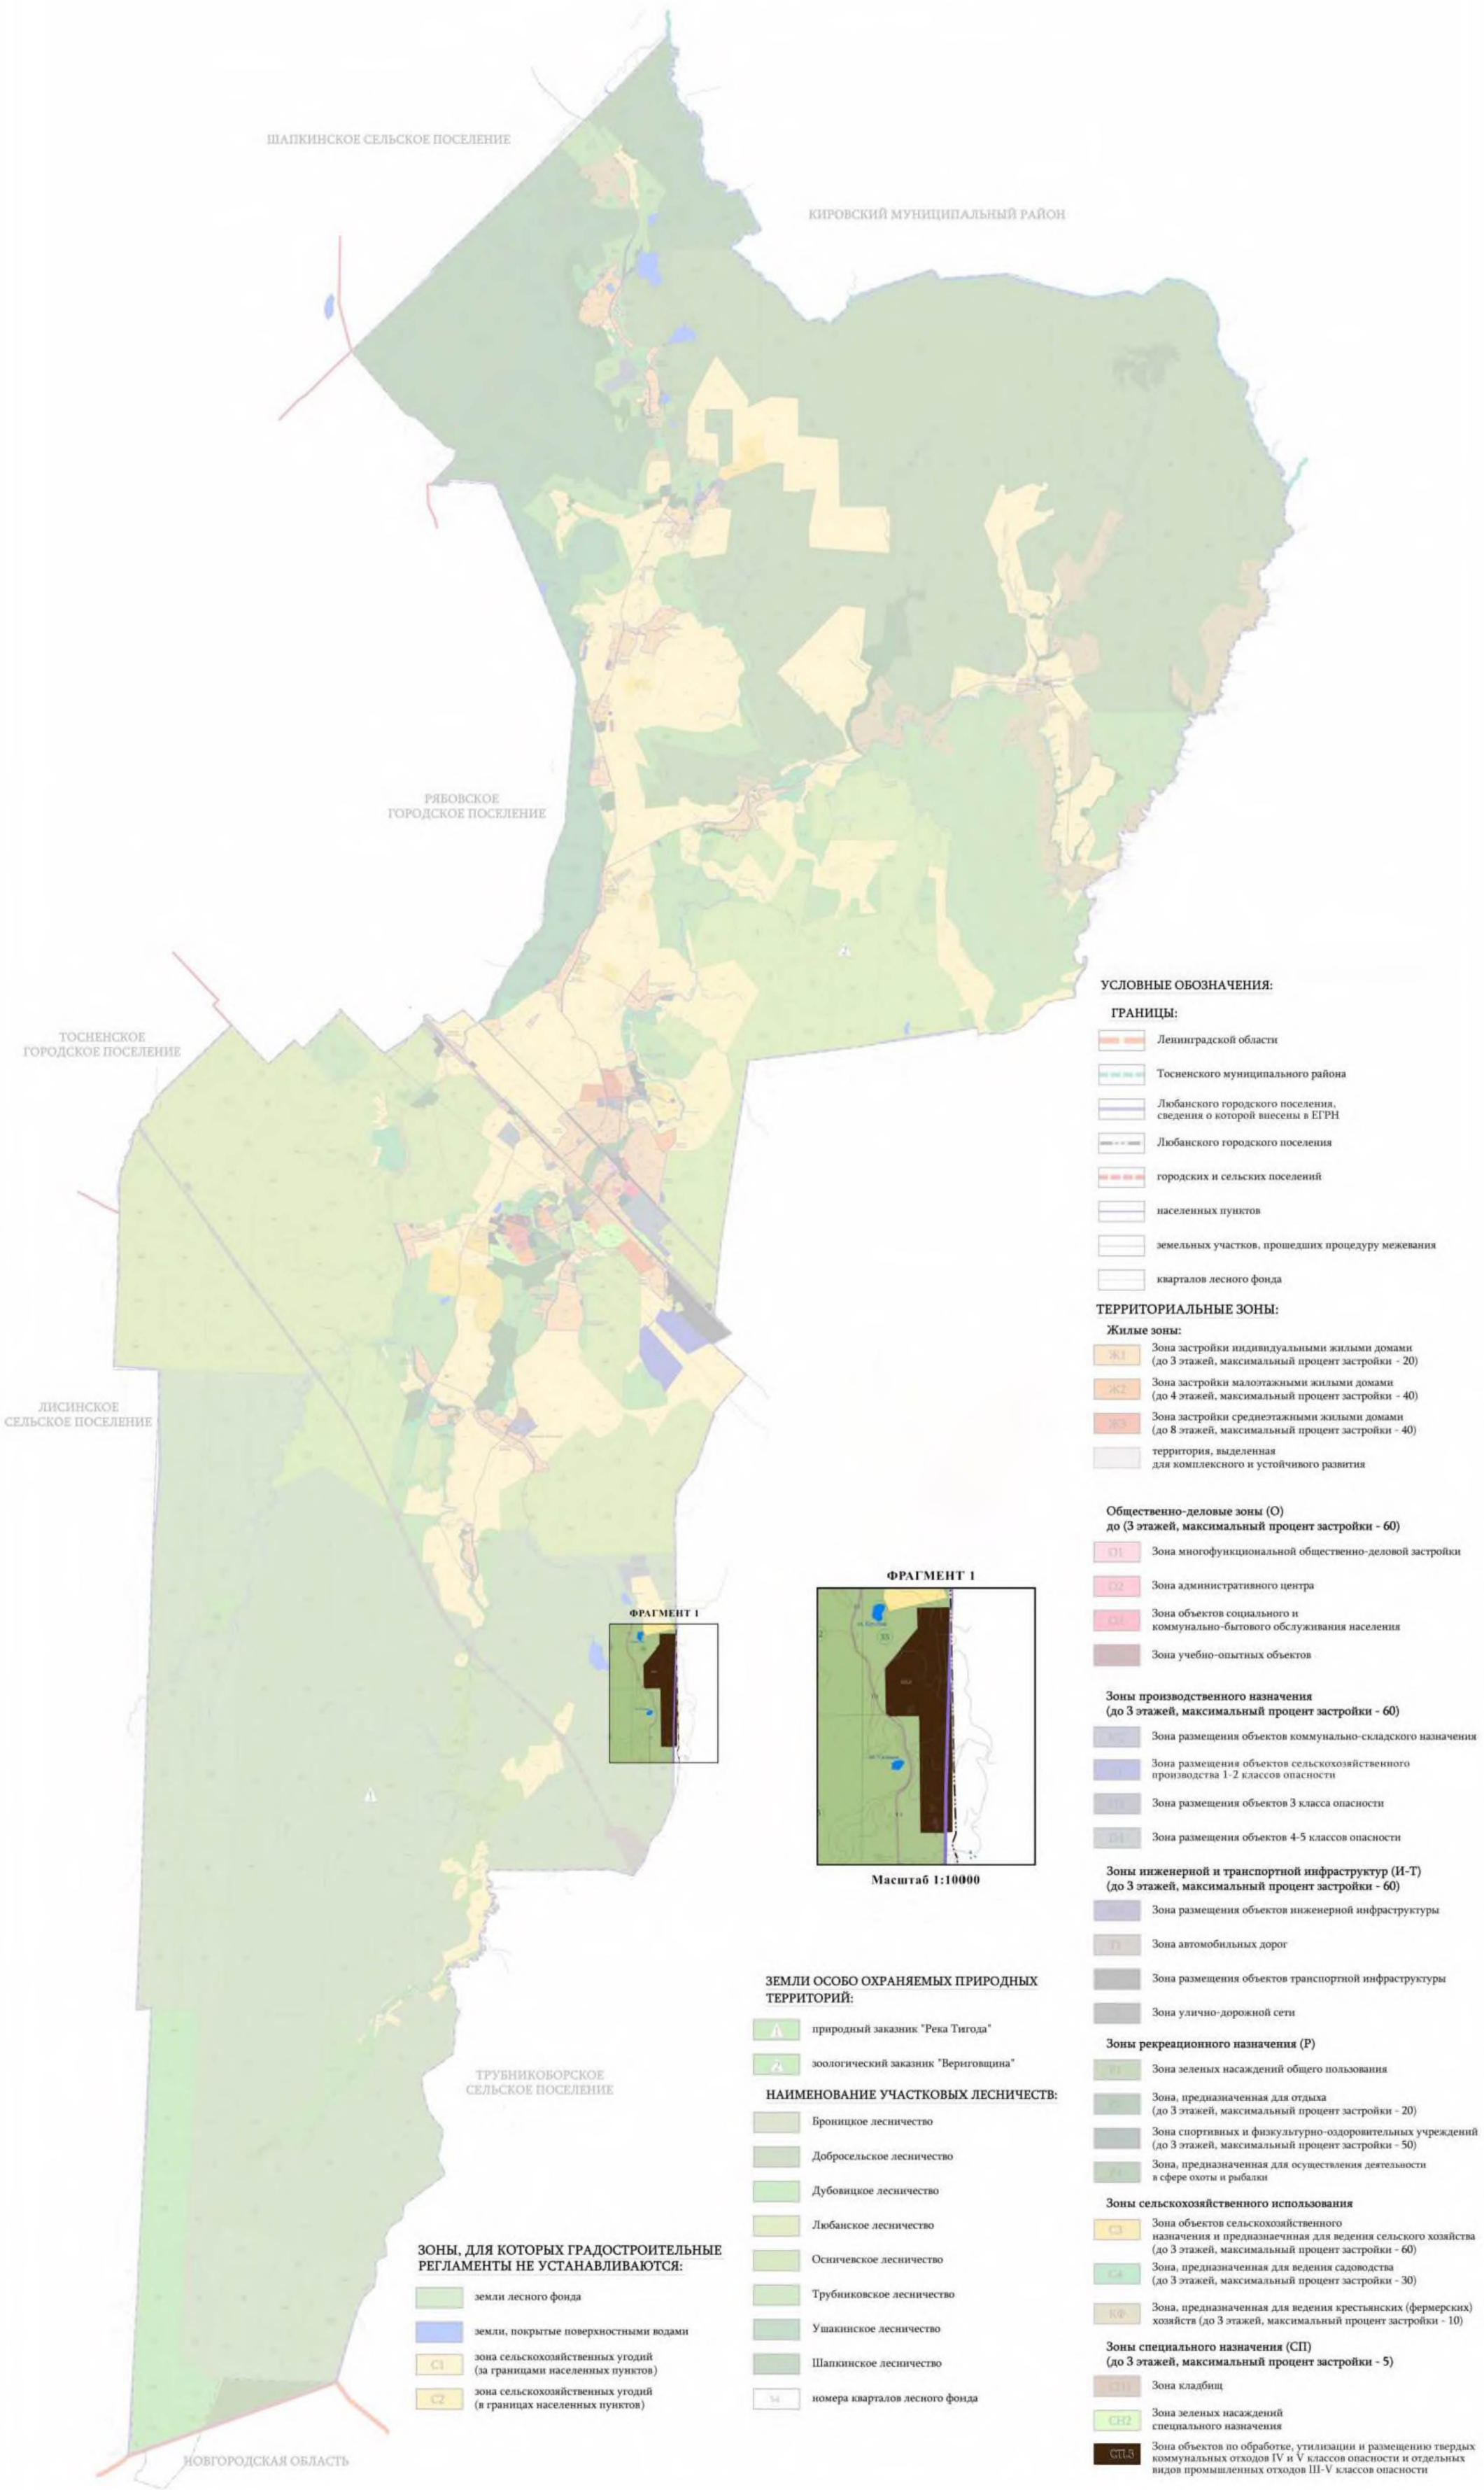 ШАПКИНСКОЕ СЕЛЬСКОЕ ПОСЕЛЕНИЕ
КИРОВСКИЙ МУНИЦИПАЛЬНЫЙ РАЙОН
РЯБОВСКОЕ
ГОРОДСКОЕ ПОСЕЛЕНИЕ
ТОСНЕНСКОЕ
ГОРОДСКОЕ ПОСЕЛЕНИЕ
ЛИСИНСКОЕ
СЕЛЬСКОЕ ПОСЕЛЕНИЕ
ФРАГМЕНТ 1
ФРАГМЕНТ 1
Масштаб 1:10000
ТРУБНИКОБОРСКОЕ
СЕЛЬСКОЕ ПОСЕЛЕНИЕ
НОВГОРОДСКАЯ ОБЛАСТЬ
ЗОНЫ, ДЛЯ КОТОРЫХ ГРАДОСТРОИТЕЛЬНЫЕ
РЕГЛАМЕНТЫ НЕ УСТАНАВЛИВАЮТСЯ:
земли лесного фонда
земли, покрытые поверхностными водами
С1
зона сельскохозяйственных угодий
(за границами населенных пунктов)
С2
зона сельскохозяйственных угодий
(в границах населенных пунктов)
ЗЕМЛИ ОСОБО ОХРАНЯЕМЫХ ПРИРОДНЫХ
ТЕРРИТОРИЙ:
1
природный заказник "Река Тигода"
2
зоологический заказник "Вериговщина"
НАИМЕНОВАНИЕ УЧАСТКОВЫХ ЛЕСНИЧЕСТВ:
Броницкое лесничество
Добросельское лесничество
Дубовицкое лесничество
Любанское лесничество
Осничевское лесничество
Трубниковское лесничество
Ушакинское лесничество
Шапкинское лесничество
54
номера кварталов лесного фонда
УСЛОВНЫЕ ОБОЗНАЧЕНИЯ:
ГРАНИЦЫ:
Ленинградской области
Тосненского муниципального района
Любанского городского поселения,
сведения о которой внесены в ЕГРН
Любанского городского поселения
городских и сельских поселений
населенных пунктов
земельных участков, прошедших процедуру межевания
кварталов лесного фонда
ТЕРРИТОРИАЛЬНЫЕ ЗОНЫ:
Жилые зоны:
Ж1
Зона застройки индивидуальными жилыми домами
(до 3 этажей, максимальный процент застройки - 20)
Ж2
Зона застройки малоэтажными жилыми домами
(до 4 этажей, максимальный процент застройки - 40)
Ж3
Зона застройки среднеэтажными жилыми домами
(до 8 этажей, максимальный процент застройки - 40)
территория, выделенная
для комплексного и устойчивого развития
Общественно-деловые зоны (О)
до (3 этажей, максимальный процент застройки - 60)
О1
Зона многофункциональной общественно-деловой застройки
О2
Зона административного центра
О3
Зона объектов социального и
коммунально-бытового обслуживания населения
Зона учебно-опытных объектов
Зоны производственного назначения
(до 3 этажей, максимальный процент застройки - 60)
Зона размещения объектов коммунально-складского назначения
Зона размещения объектов сельскохозяйственного
производства 1-2 классов опасности
Зона размещения объектов 3 класса опасности
Зона размещения объектов 4-5 классов опасности
Зоны инженерной и транспортной инфраструктур (И-Т)
(до 3 этажей, максимальный процент застройки - 60)
Зона размещения объектов инженерной инфраструктуры
Зона автомобильных дорог
Зона размещения объектов транспортной инфраструктуры
Зона улично-дорожной сети
Зоны рекреационного назначения (Р)
Р1
Зона зеленых насаждений общего пользования
Зона, предназначенная для отдыха
(до 3 этажей, максимальный процент застройки - 20)
Зона спортивных и физкультурно-оздоровительных учреждений
(до 3 этажей, максимальный процент застройки - 50)
Зона, предназначенная для осуществления деятельности
в сфере охоты и рыбалки
Зоны сельскохозяйственного использования
С3
Зона объектов сельскохозяйственного
назначения и предназнаечнная для ведения сельского хозяйства
(до 3 этажей, максимальный процент застройки - 60)
С4
Зона, предназначенная для ведения садоводства
(до 3 этажей, максимальный процент застройки - 30)
КФ
Зона, предназначенная для ведения крестьянских (фермерских)
хозяйств (до 3 этажей, максимальный процент застройки - 10)
Зоны специального назначения (СП)
(до 3 этажей, максимальный процент застройки - 5)
Зона кладбищ
СН2
Зона зеленых насаждений
специального назначения
СП.3
Зона объектов по обработке, утилизации и размещению твердых
коммунальных отходов IV и V классов опасности и отдельных
видов промышленных отходов III-V классов опасности